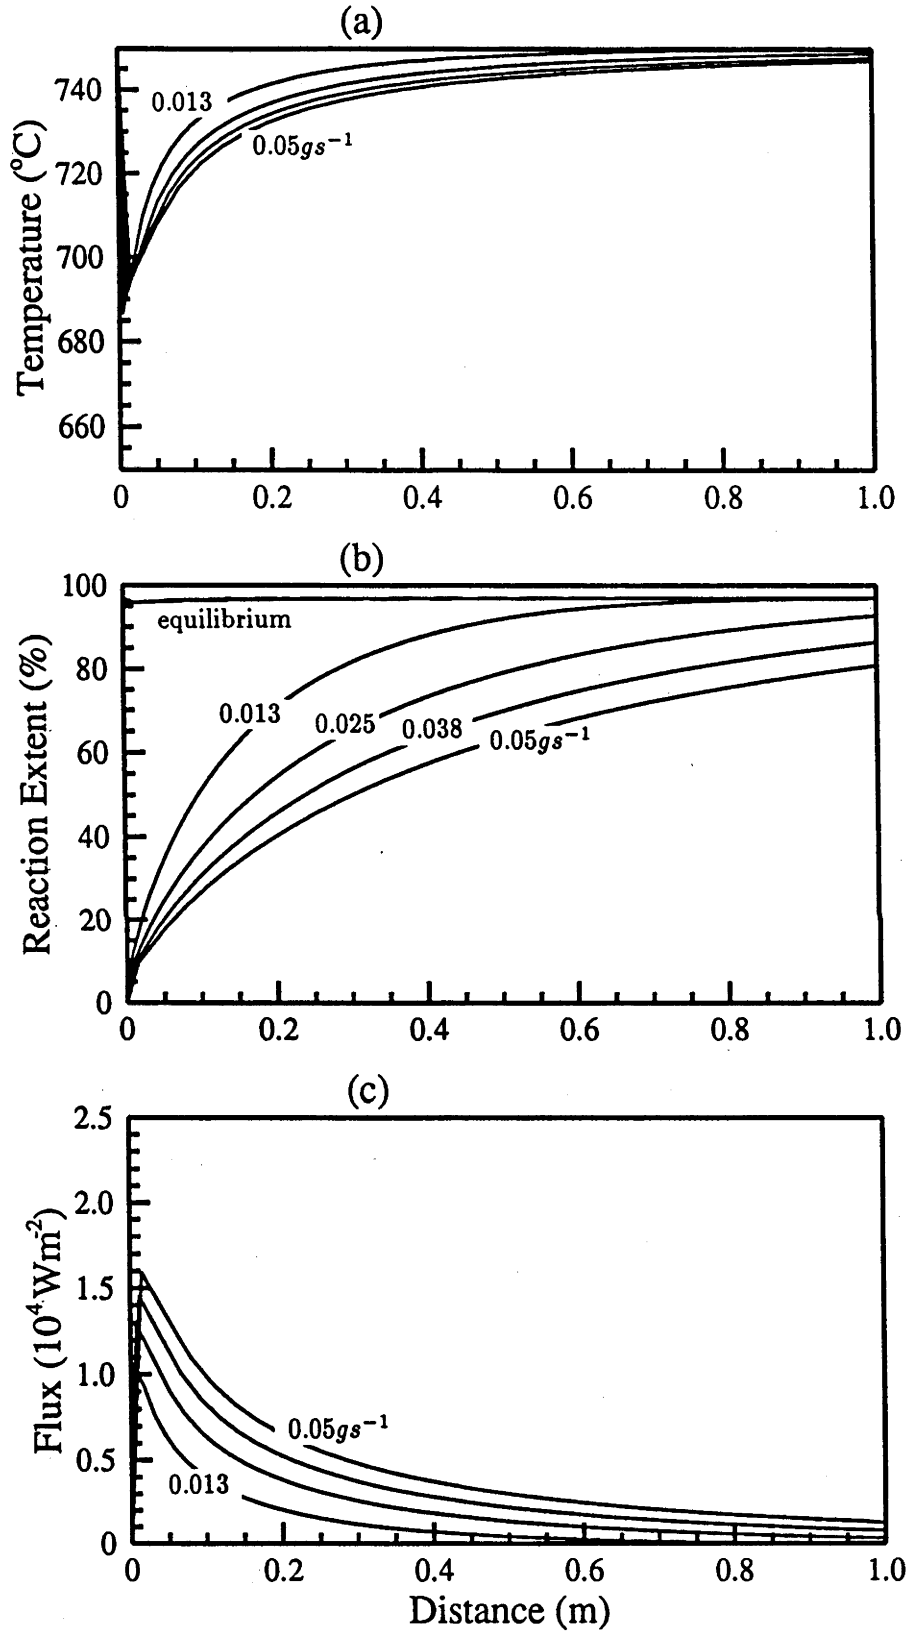 (a)
Temperature (°C)
740
720
700
680
660
0.013
0.05gs⁻¹
0 0.2 0.4 0.6 0.8 1.0
(b)
Reaction Extent (%)
100
80
60
40
20
0
equilibrium
0.013
0.025
0.038
0.05gs⁻¹
0 0.2 0.4 0.6 0.8 1.0
(c)
Flux (10⁴ Wm⁻²)
2.5
2.0
1.5
1.0
0.5
0
0.05gs⁻¹
0.013
0 0.2 0.4 0.6 0.8 1.0
Distance (m)